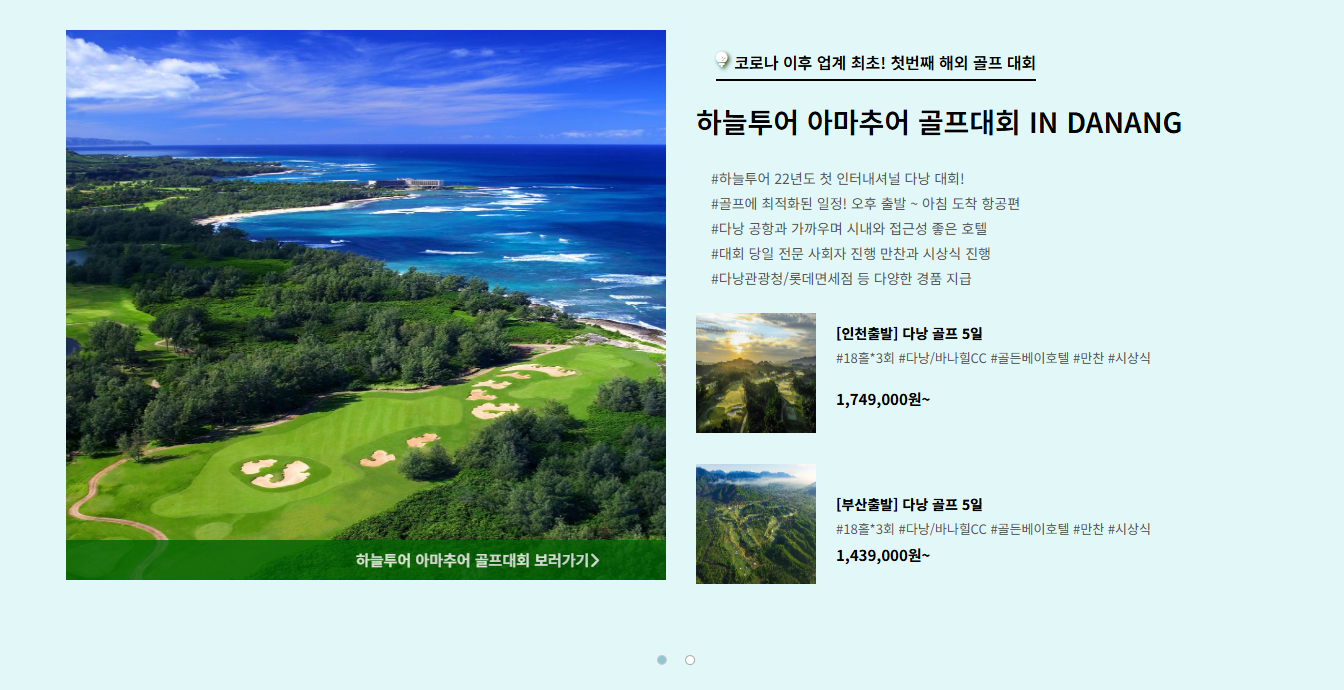 코로나 이후 업계 최초! 첫번째 해외 골프 대회
하늘투어 아마추어 골프대회 IN DANANG
#하늘투어 22년도 첫 인터내셔널 다낭 대회!
#골프에 최적화된 일정! 오후 출발 ~ 아침 도착 항공편
#다낭 공항과 가까우며 시내와 접근성 좋은 호텔
#대회 당일 전문 사회자 진행 만찬과 시상식 진행
#다낭관광청/롯데면세점 등 다양한 경품 지급
[인천출발] 다낭 골프 5일
#18홀*3회 #다낭/바나힐CC #골든베이호텔 #만찬 #시상식
1,749,000원~
[부산출발] 다낭 골프 5일
#18홀*3회 #다낭/바나힐CC #골든베이호텔 #만찬 #시상식
1,439,000원~
하늘투어 아마추어 골프대회 보러가기